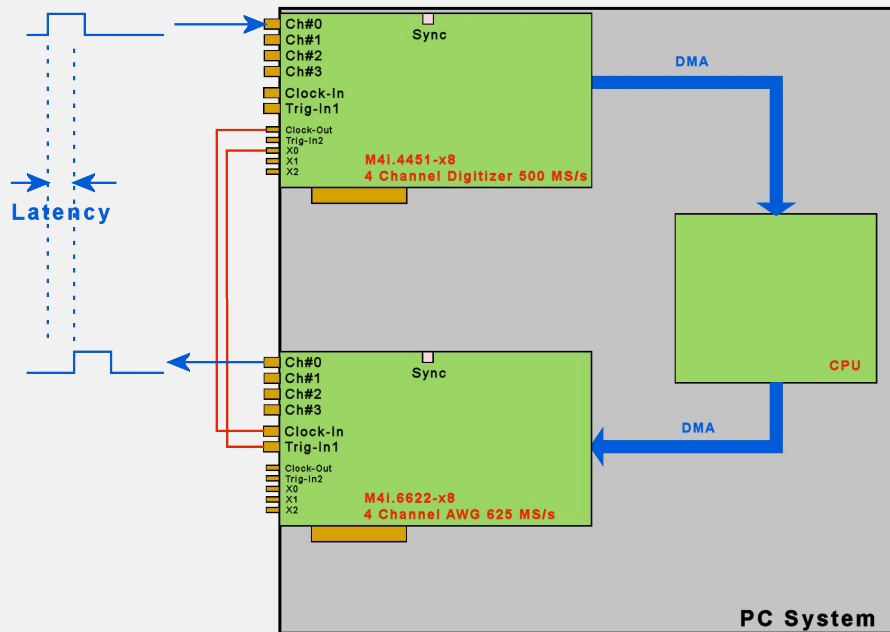 Ch#0
Ch#1
Ch#2
Ch#3
Clock-In
Trig-In1
Clock-Out
Trig-In2
X0
X1
X2
Sync
M4i.4451-x8
4 Channel Digitizer 500 MS/s
DMA
Latency
CPU
DMA
Ch#0
Ch#1
Ch#2
Ch#3
Clock-In
Trig-In1
Clock-Out
Trig-In2
X0
X1
X2
Sync
M4i.6622-x8
4 Channel AWG 625 MS/s
PC System